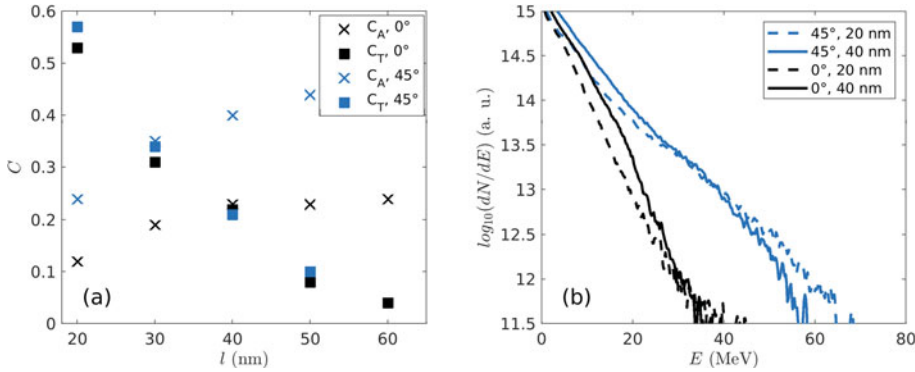 0.6
0.5
0.4
0.3
0.2
0.1
0
C
20
30
40
50
60
l (nm)
C_A, 0°
C_T, 0°
C_A, 45°
C_T, 45°
(a)
15
14.5
14
13.5
13
12.5
12
11.5
log10(dN/dE) (a. u.)
0
20
40
60
80
E (MeV)
45°, 20 nm
45°, 40 nm
0°, 20 nm
0°, 40 nm
(b)